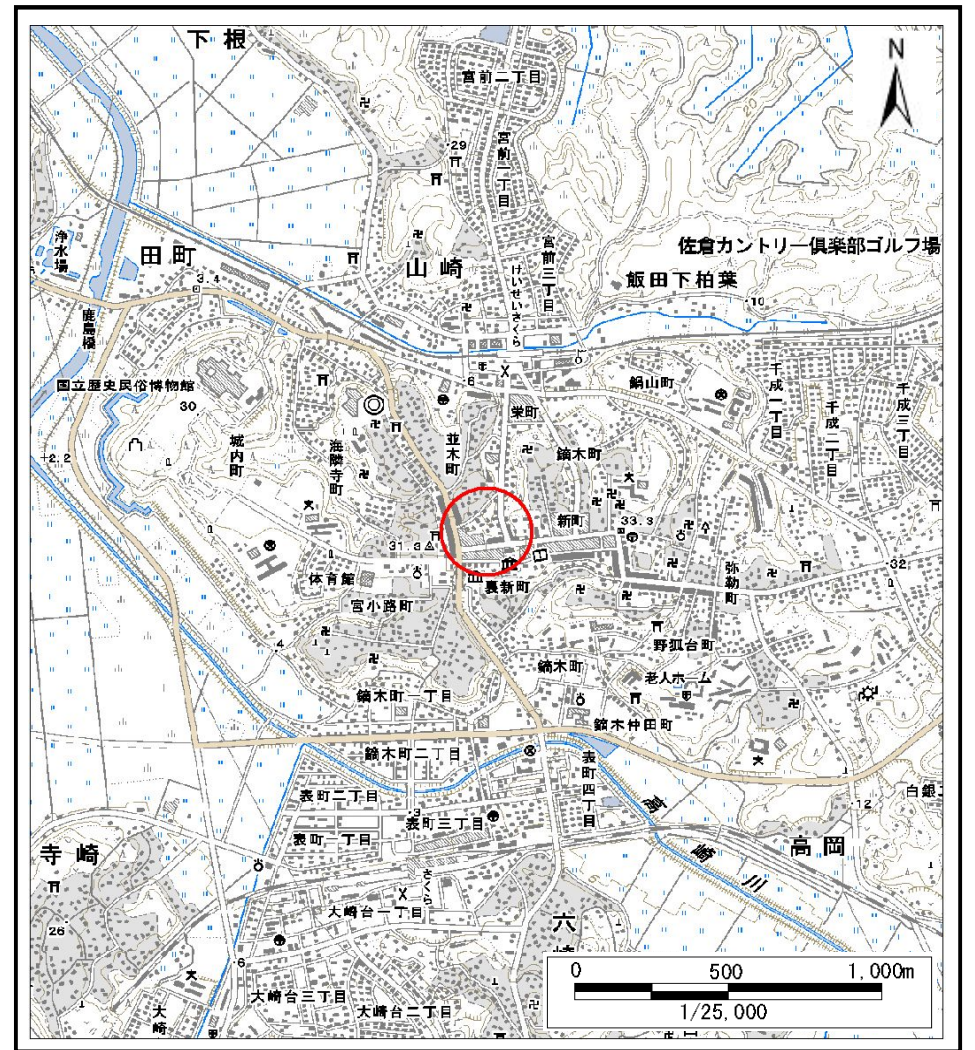 下根
宮前二丁目
N
29
宮前一丁目
浄水場
田町
3.4
山崎
けいせいさくら
宮前三丁目
佐倉カントリー倶楽部ゴルフ場
飯田下柏葉
10
鹿島橋
国立歴史民俗博物館
30
城内町
海隣寺町
並木町
6
栄町
鍋山町
千成一丁目
千成二丁目
千成三丁目
鏑木町
2.2
31.3
新町
33.3
体育館
裏新町
弥勒町
32
宮小路町
4
野狐台町
鏑木町
老人ホーム
鏑木町一丁目
鏑木仲田町
鏑木町二丁目
表町四丁目
表町二丁目
3
表町三丁目
表町一丁目
高崎川
高岡
白銀
12
寺崎
26
さくら
大崎台一丁目
六崎
6
大崎台三丁目
大崎台二丁目
大崎
0 500 1,000m
1/25,000